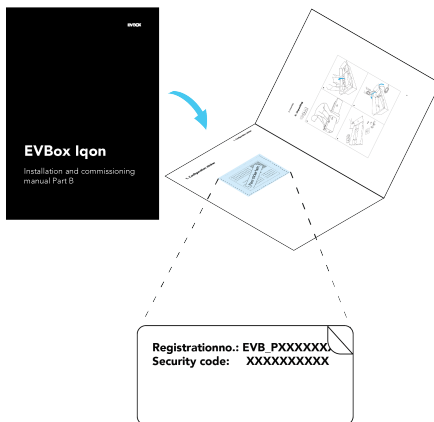 EVBOX
EVBox Iqon
Installation and commissioning
manual Part B
Registrationno.: EVB_PXXXXXX
Security code: XXXXXXXXXX